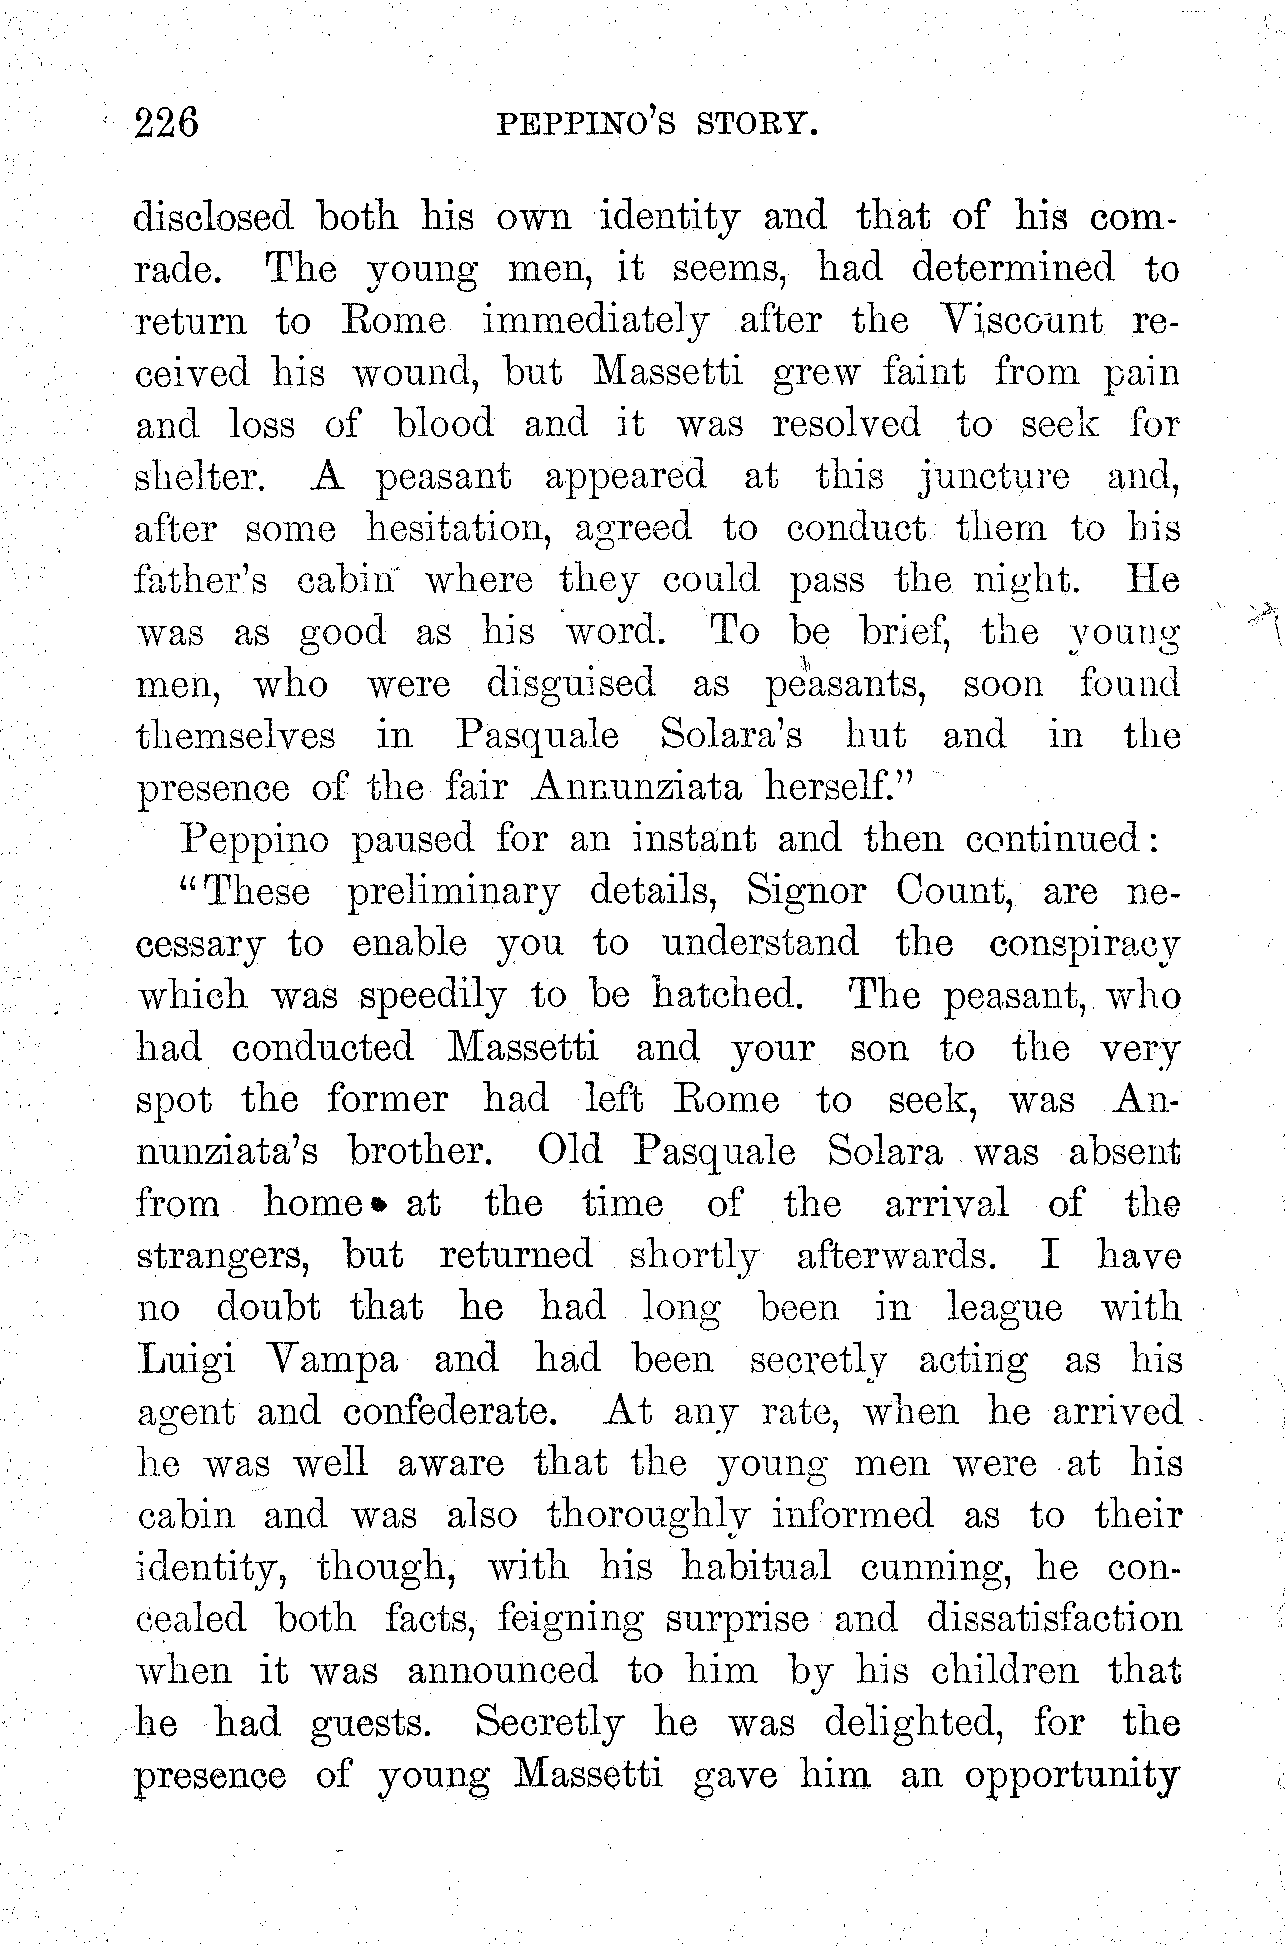 226 PEPPINO'S STORY.
disclosed both his own identity and that of his com-
rade. The young men, it seems, had determined to
return to Rome immediately after the Viscount re-
ceived his wound, but Massetti grew faint from pain
and loss of blood and it was resolved to seek for
shelter. A peasant appeared at this juncture and,
after some hesitation, agreed to conduct them to his
father's cabin where they could pass the night. He
was as good as his word. To be brief, the young
men, who were disguised as peasants, soon found
themselves in Pasquale Solara's hut and in the
presence of the fair Annunziata herself."
Peppino paused for an instant and then continued:
"These preliminary details, Signor Count, are ne-
cessary to enable you to understand the conspiracy
which was speedily to be hatched. The peasant, who
had conducted Massetti and your son to the very
spot the former had left Rome to seek, was An-
nunziata's brother. Old Pasquale Solara was absent
from home at the time of the arrival of the
strangers, but returned shortly afterwards. I have
no doubt that he had long been in league with
Luigi Vampa and had been secretly acting as his
agent and confederate. At any rate, when he arrived
he was well aware that the young men were at his
cabin and was also thoroughly informed as to their
identity, though, with his habitual cunning, he con-
cealed both facts, feigning surprise and dissatisfaction
when it was announced to him by his children that
he had guests. Secretly he was delighted, for the
presence of young Massetti gave him an opportunity